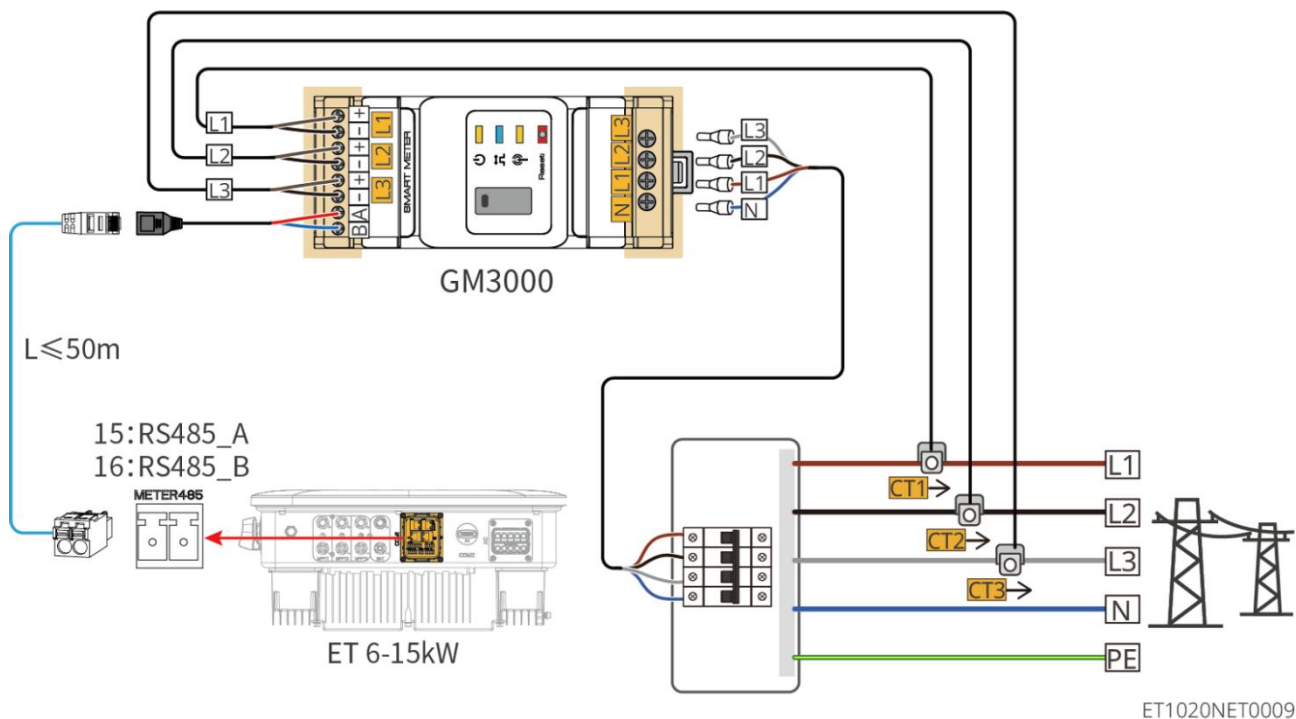 L1
L2
L3
+
-
+
-
+
-
A
B
L1
L2
L3
SMART METER
Reset
L3
L2
L1
N
L3
L2
L1
N
GM3000
L≤50m
15:RS485_A
16:RS485_B
METER485
COM2
ET 6-15kW
CT1→
CT2→
CT3→
L1
L2
L3
N
PE
ET1020NET0009